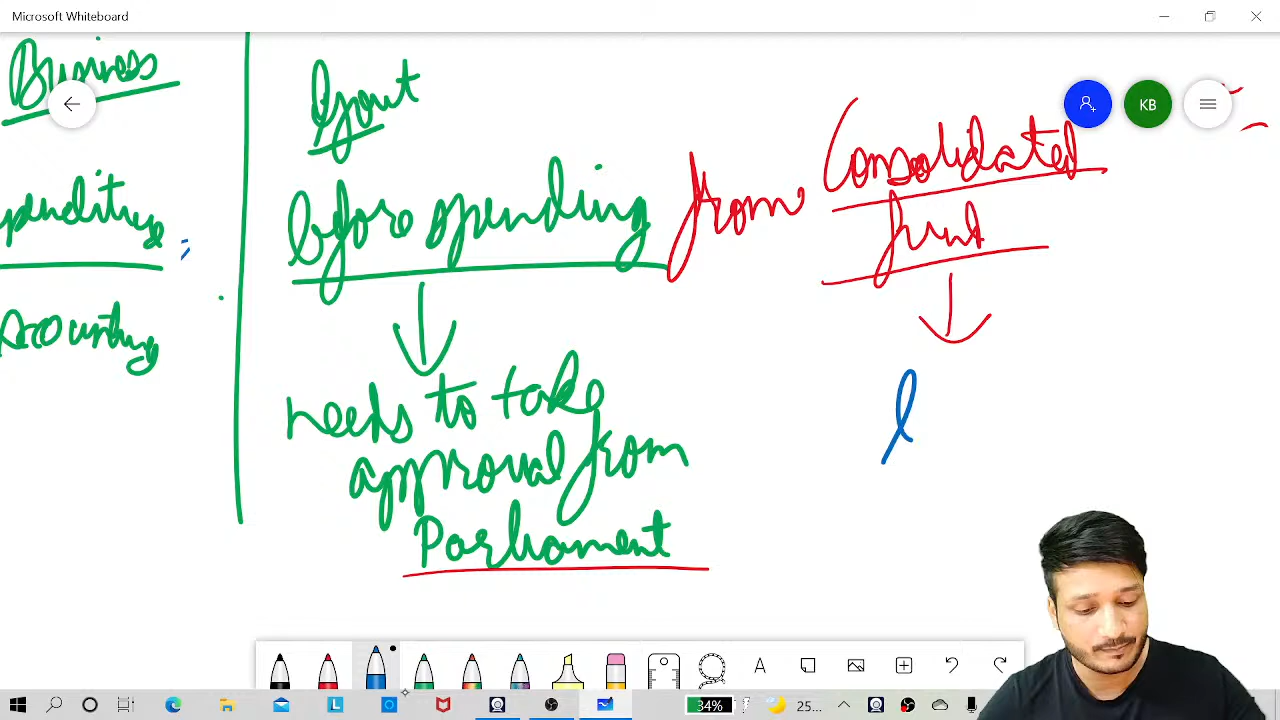 Microsoft Whiteboard
Business
Govt
KB
before spending from Consolidated
fund
penditure
Accounting
needs to take
approval from
Parliament
A
L
34%
25...